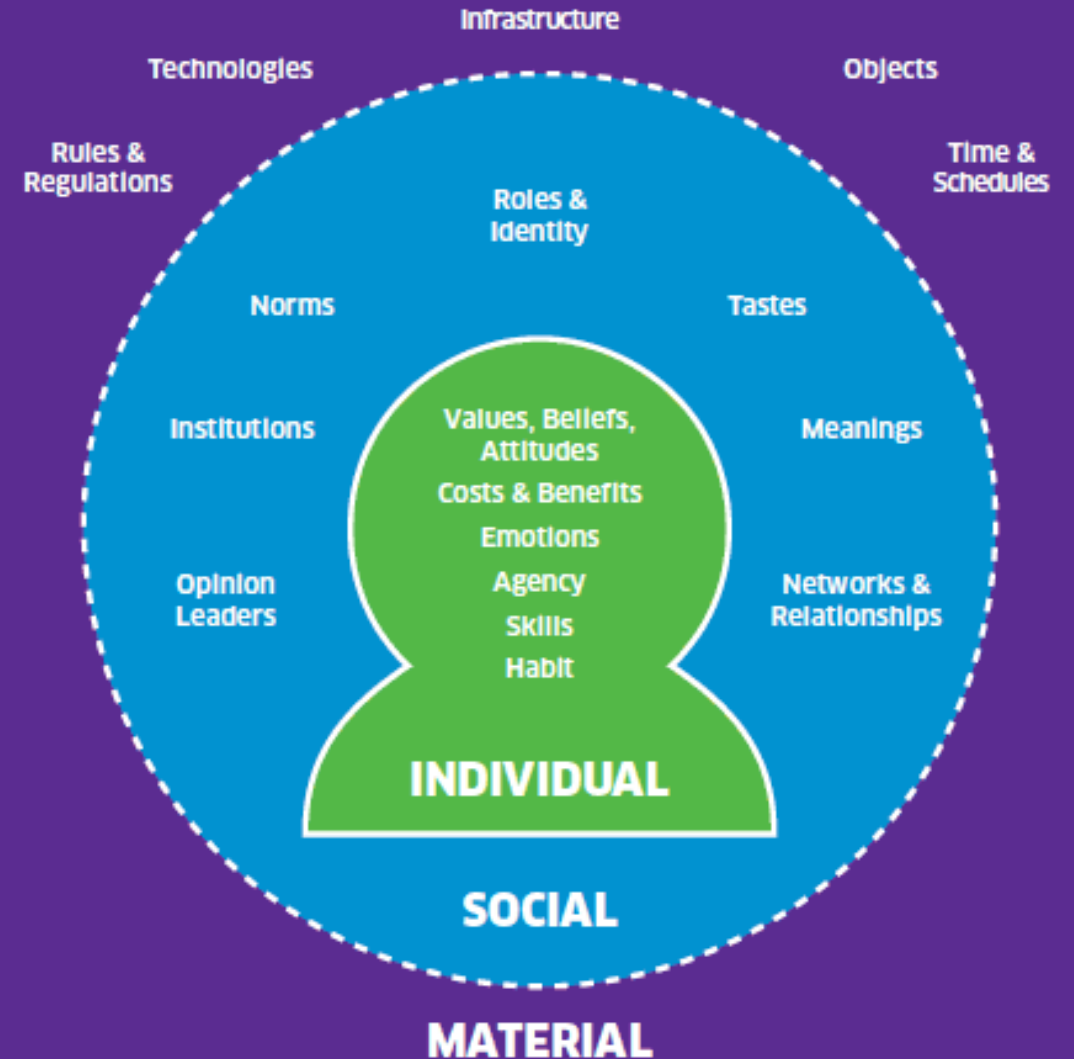 Infrastructure
Technologies
Objects
Rules &
Regulations
Time &
Schedules
Roles &
Identity
Norms
Tastes
Institutions
Meanings
Opinion
Leaders
Networks &
Relationships
Values, Beliefs,
Attitudes
Costs & Benefits
Emotions
Agency
Skills
Habit
INDIVIDUAL
SOCIAL
MATERIAL